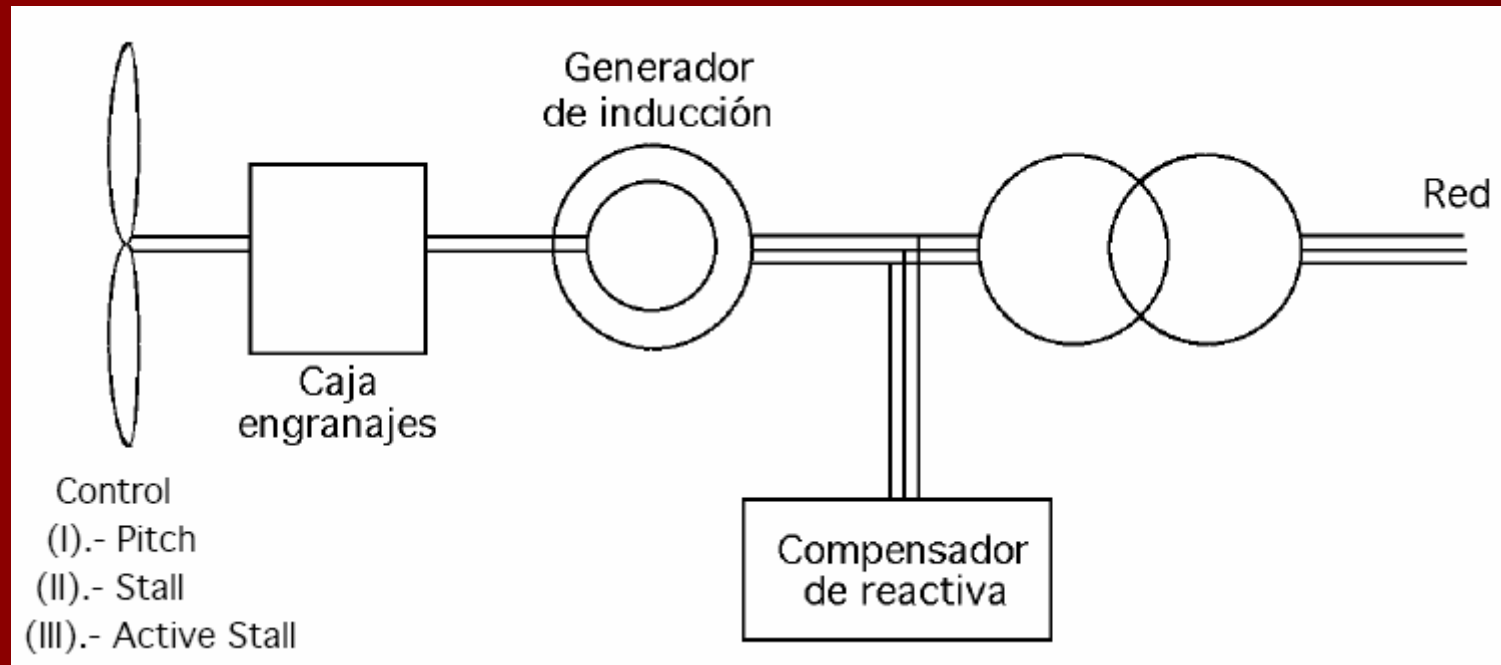 Generador
de inducción
Red
Caja
engranajes
Control
(I).- Pitch
(II).- Stall
(III).- Active Stall
Compensador
de reactiva